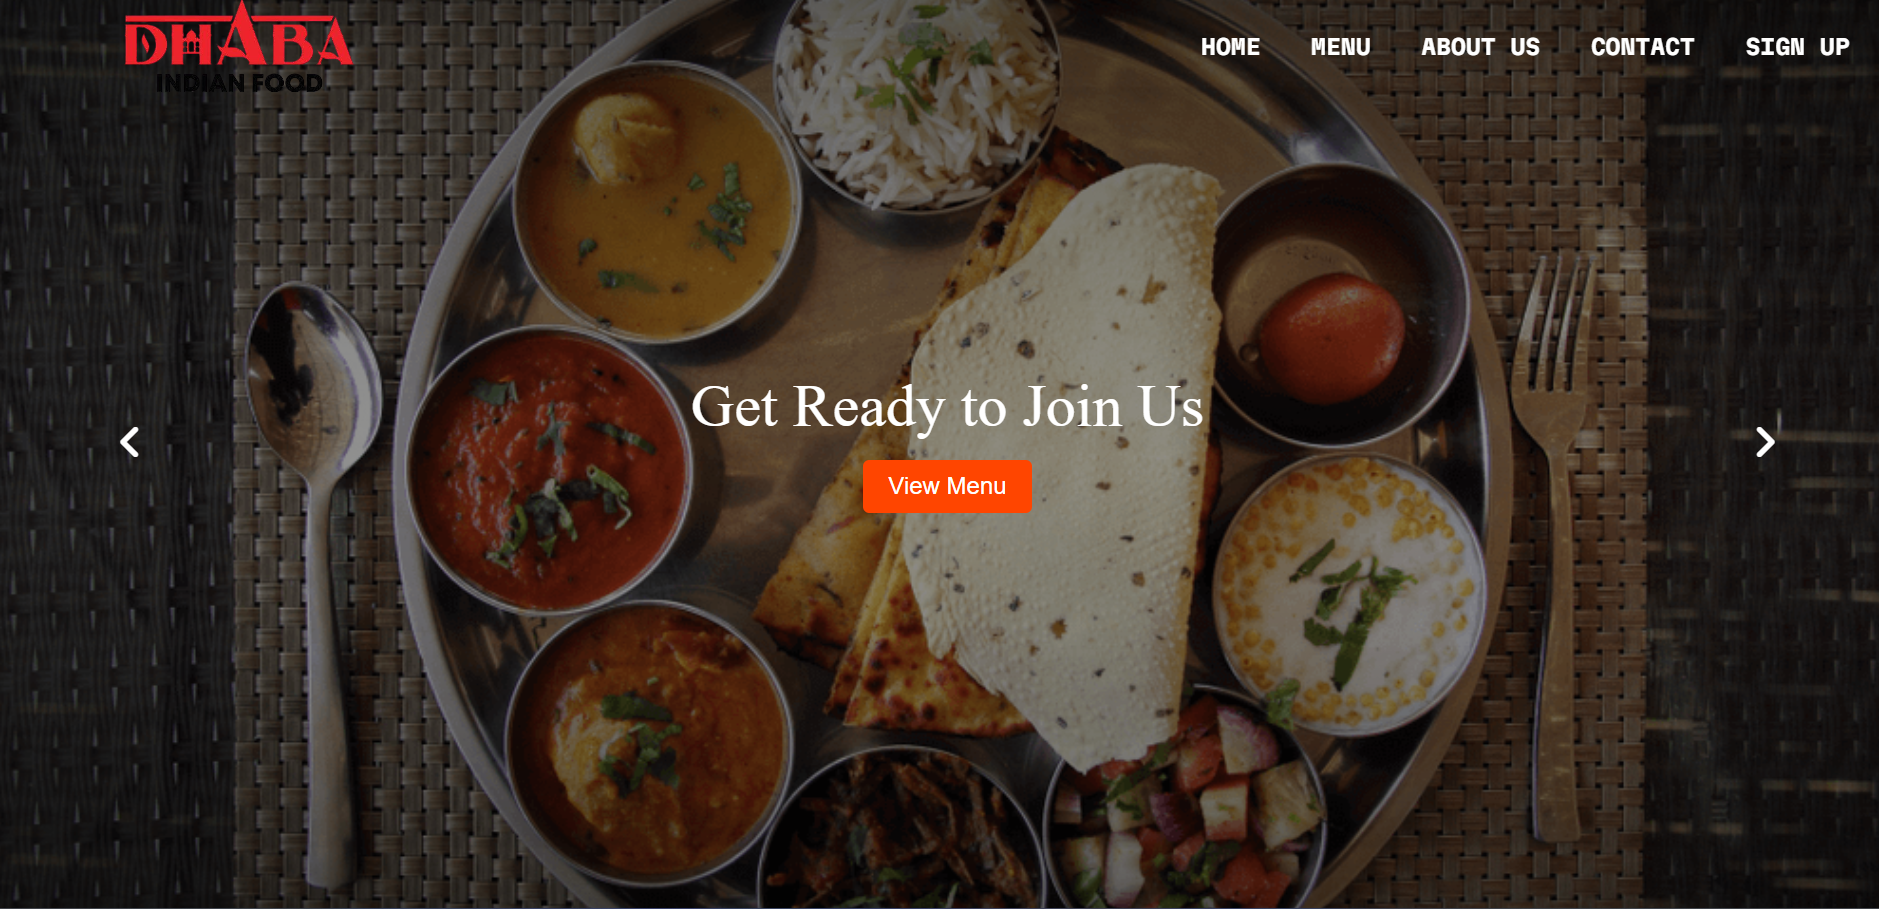 DHABA
INDIAN FOOD
HOME MENU ABOUT US CONTACT SIGN UP
Get Ready to Join Us
View Menu